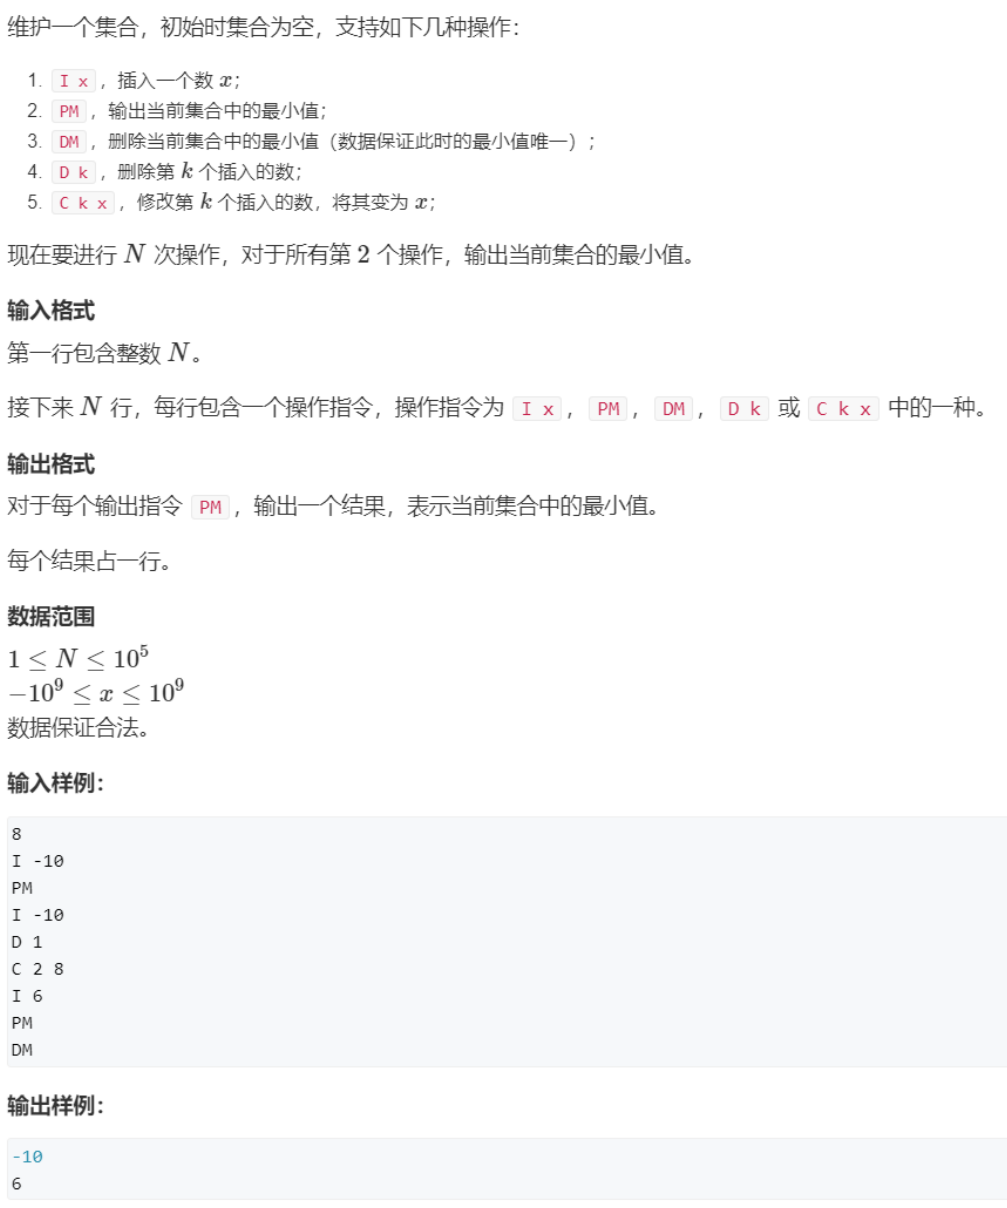 维护一个集合，初始时集合为空，支持如下几种操作：
1. I x，插入一个数 x；
2. PM，输出当前集合中的最小值；
3. DM，删除当前集合中的最小值（数据保证此时的最小值唯一）；
4. D k，删除第 k 个插入的数；
5. C k x，修改第 k 个插入的数，将其变为 x；
现在要进行 N 次操作，对于所有第 2 个操作，输出当前集合的最小值。
输入格式
第一行包含整数 N。
接下来 N 行，每行包含一个操作指令，操作指令为 I x，PM，DM，D k 或 C k x 中的一种。
输出格式
对于每个输出指令 PM，输出一个结果，表示当前集合中的最小值。
每个结果占一行。
数据范围
1 ≤ N ≤ 10⁵
−10⁹ ≤ x ≤ 10⁹
数据保证合法。
输入样例：
8
I -10
PM
I -10
D 1
C 2 8
I 6
PM
DM
输出样例：
-10
6